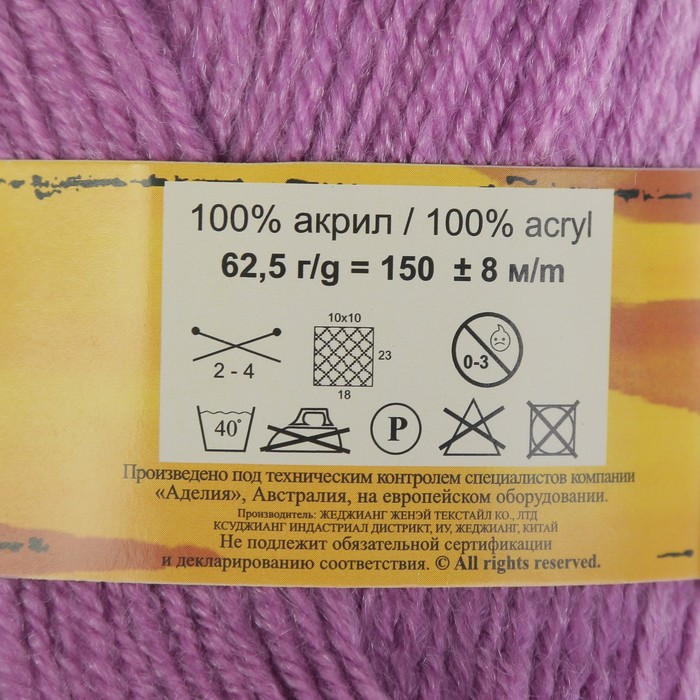 100% акрил / 100% acryl
62,5 г/g = 150 ± 8 м/m
2 - 4
10x10
23
18
0-3
40°
P
Произведено под техническим контролем специалистов компании
«Аделия», Австралия, на европейском оборудовании.
Производитель: ЖЕДЖИАНГ ЖЕНЭЙ ТЕКСТАЙЛ КО., ЛТД
КСУДЖИАНГ ИНДАСТРИАЛ ДИСТРИКТ, ИУ, ЖЕДЖИАНГ, КИТАЙ
Не подлежит обязательной сертификации
и декларированию соответствия. © All rights reserved.